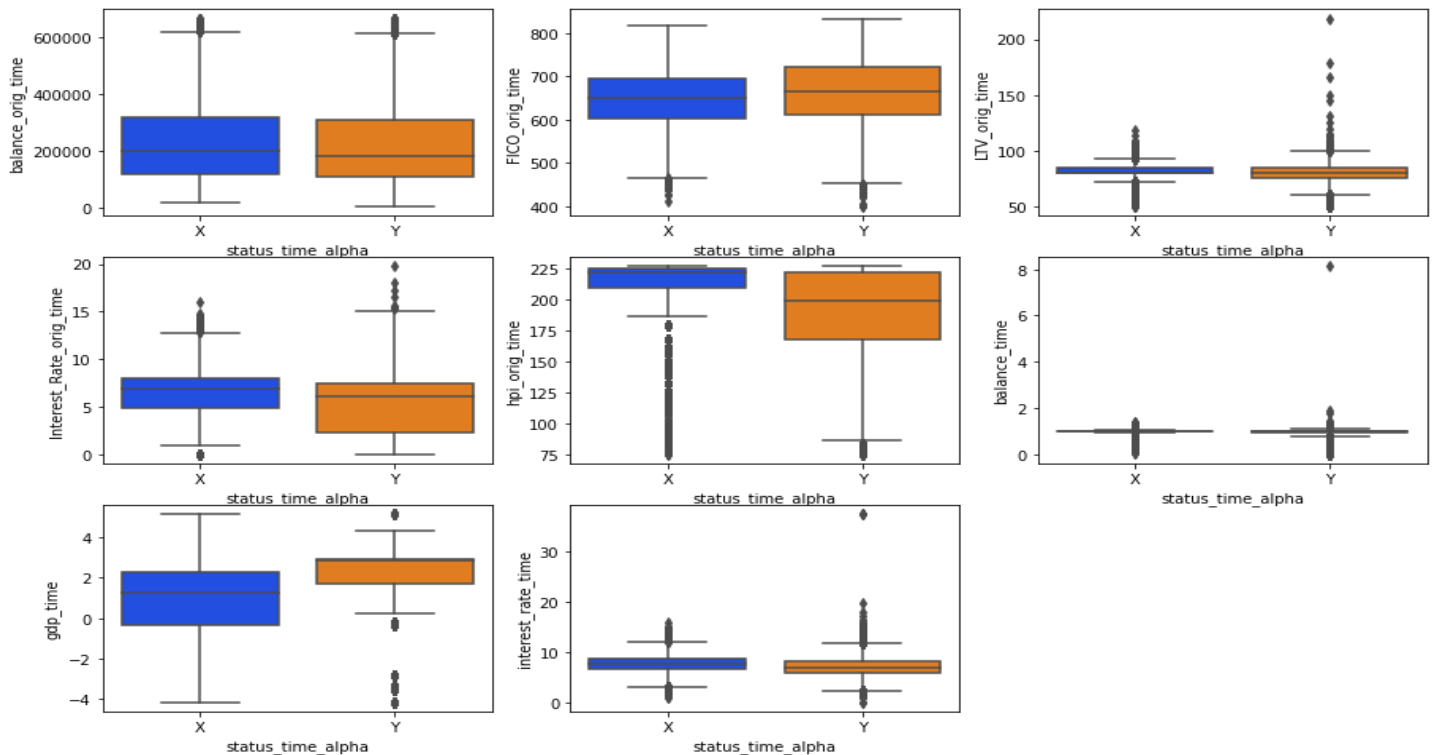 balance_orig_time
600000
400000
200000
0
X Y
status_time_alpha
FICO_orig_time
800
700
600
500
400
X Y
status_time_alpha
LTV_orig_time
200
150
100
50
X Y
status_time_alpha
Interest_Rate_orig_time
20
15
10
5
0
X Y
status_time_alpha
hpi_orig_time
225
200
175
150
125
100
75
X Y
status_time_alpha
balance_time
8
6
4
2
0
X Y
status_time_alpha
gdp_time
4
2
0
−2
−4
X Y
status_time_alpha
interest_rate_time
30
20
10
0
X Y
status_time_alpha